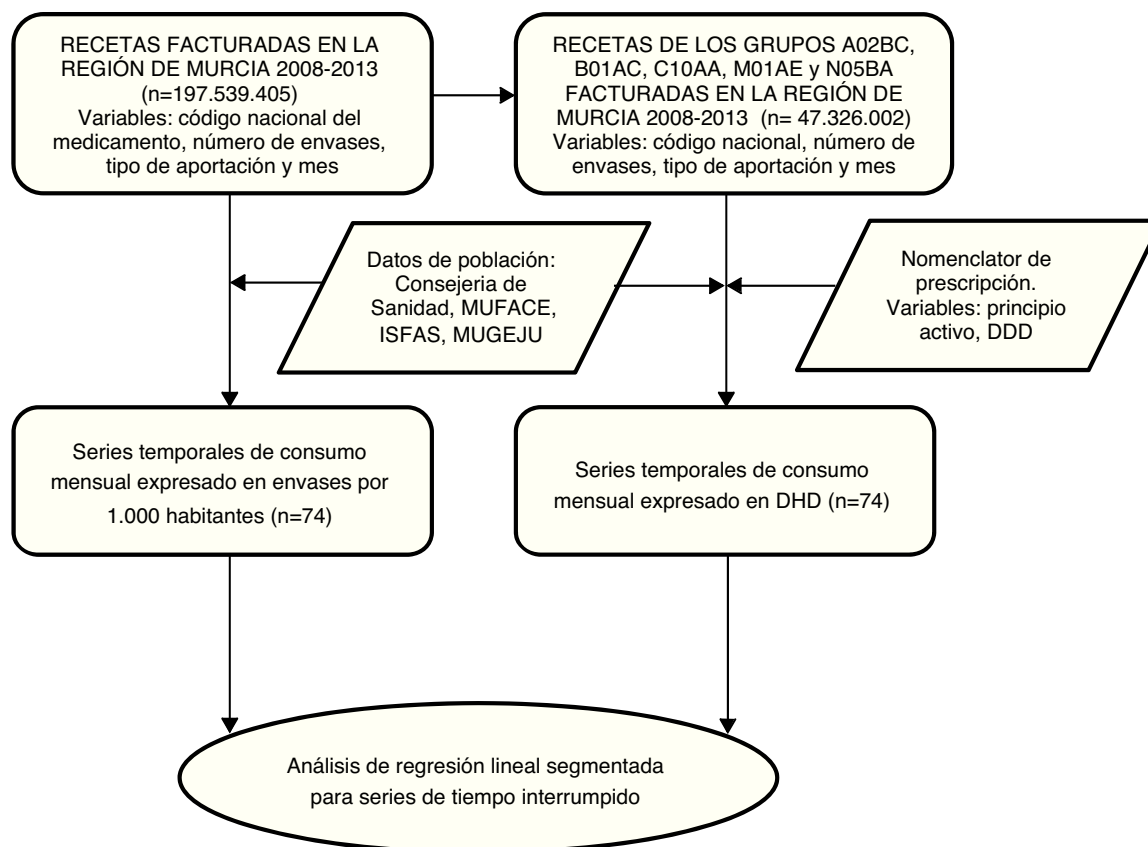 RECETAS FACTURADAS EN LA
REGIÓN DE MURCIA 2008-2013
(n=197.539.405)
Variables: código nacional del
medicamento, número de envases,
tipo de aportación y mes
RECETAS DE LOS GRUPOS A02BC,
B01AC, C10AA, M01AE y N05BA
FACTURADAS EN LA REGIÓN DE
MURCIA 2008-2013 (n= 47.326.002)
Variables: código nacional, número de
envases, tipo de aportación y mes
Datos de población:
Consejeria de
Sanidad, MUFACE,
ISFAS, MUGEJU
Nomenclator de
prescripción.
Variables: principio
activo, DDD
Series temporales de consumo
mensual expresado en envases por
1.000 habitantes (n=74)
Series temporales de consumo
mensual expresado en DHD (n=74)
Análisis de regresión lineal segmentada
para series de tiempo interrumpido